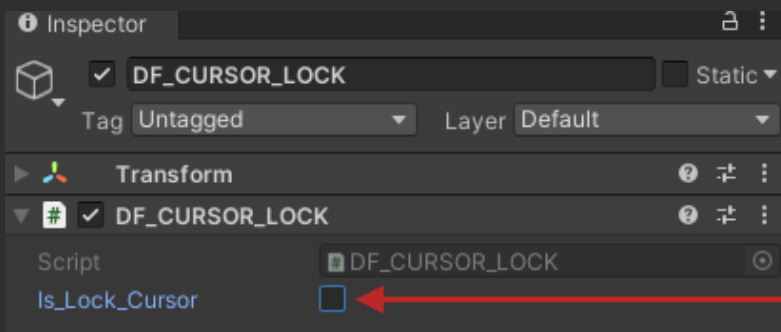 Inspector
DF_CURSOR_LOCK Static
Tag Untagged Layer Default
Transform
# DF_CURSOR_LOCK
Script # DF_CURSOR_LOCK
Is_Lock_Cursor